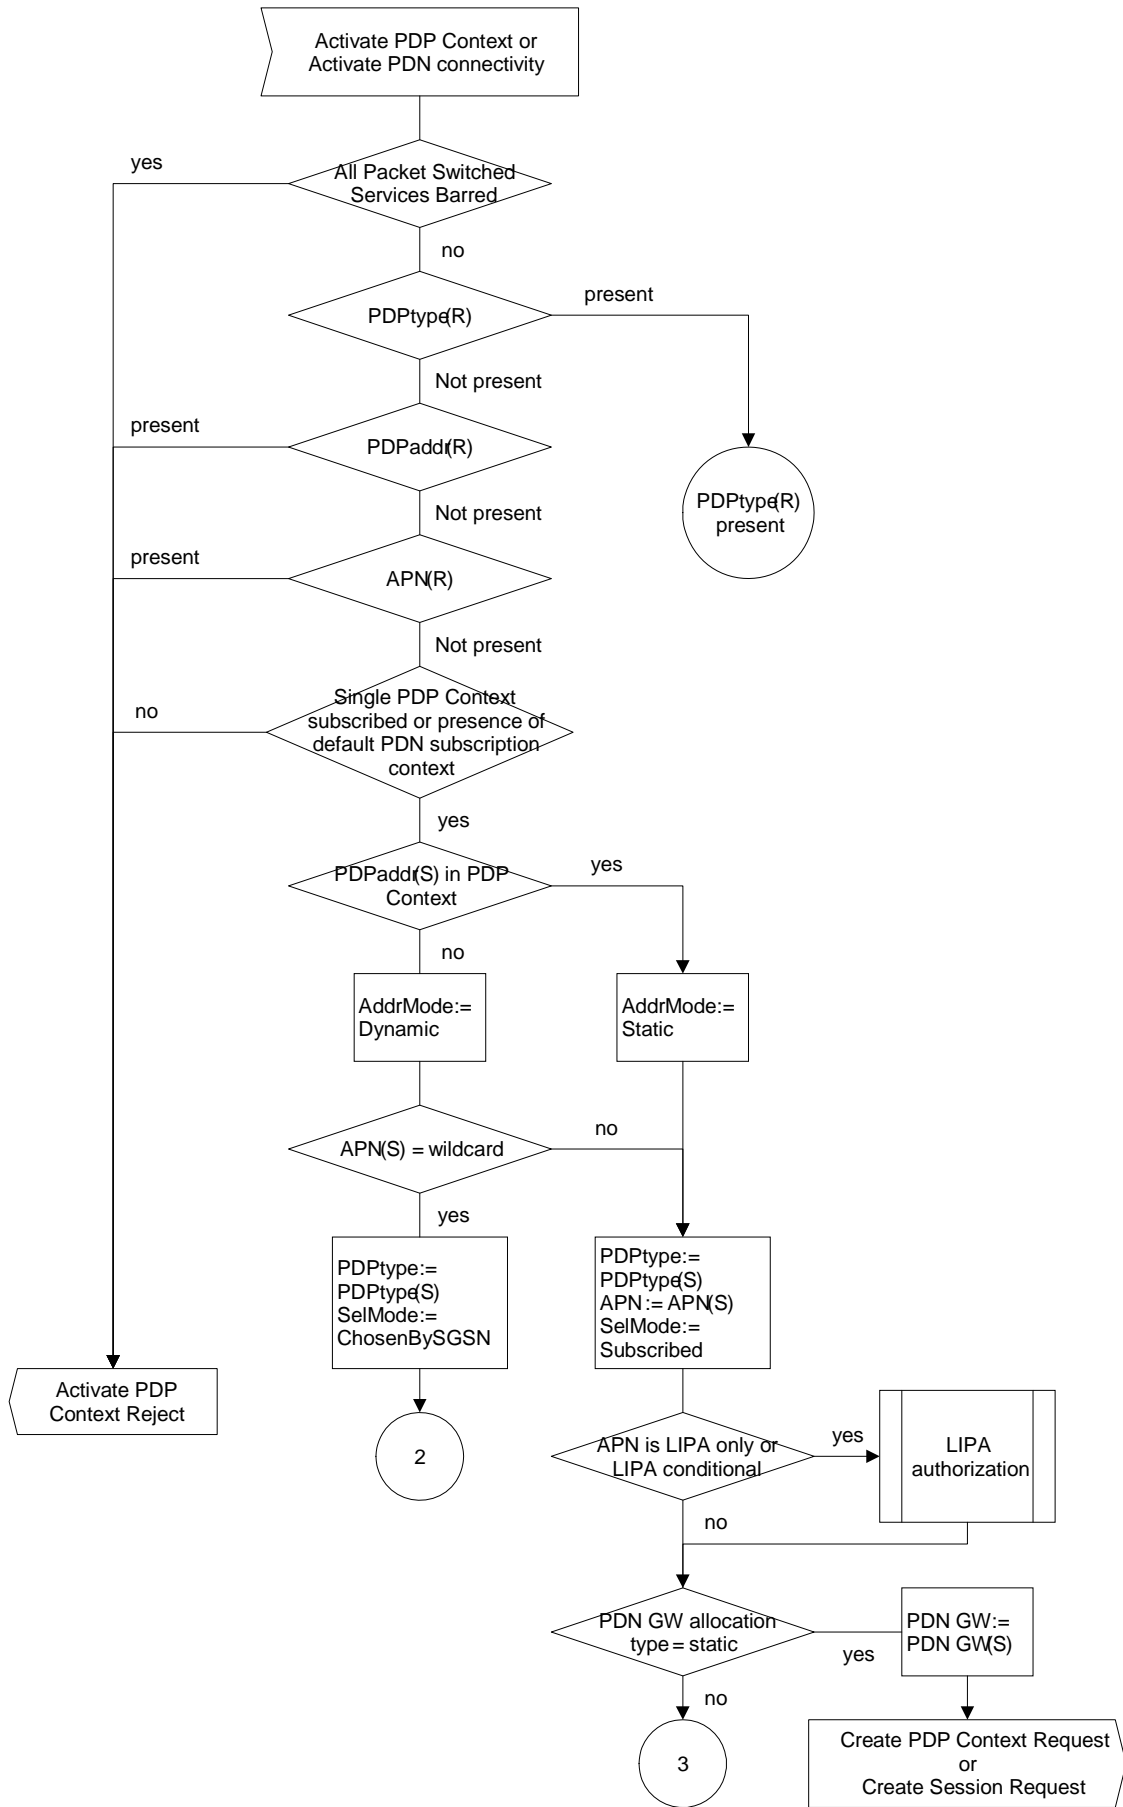 Activate PDP Context or
Activate PDN connectivity
yes
All Packet Switched
Services Barred
no
present
PDPtype(R)
Not present
present
PDPaddr(R)
PDPtype(R)
present
Not present
present
APN(R)
Not present
Single PDP Context
subscribed or presence of
default PDN subscription
context
no
yes
PDPaddr(S) in PDP
Context
yes
no
AddrMode:=
Dynamic
AddrMode:=
Static
APN(S) = wildcard
no
yes
PDPtype:=
PDPtype(S)
SelMode:=
ChosenBySGSN
PDPtype:=
PDPtype(S)
APN := APN(S)
SelMode:=
Subscribed
Activate PDP
Context Reject
2
APN is LIPA only or
LIPA conditional
yes
LIPA
authorization
no
PDN GW allocation
type = static
yes
PDN GW:=
PDN GW(S)
no
3
Create PDP Context Request
or
Create Session Request